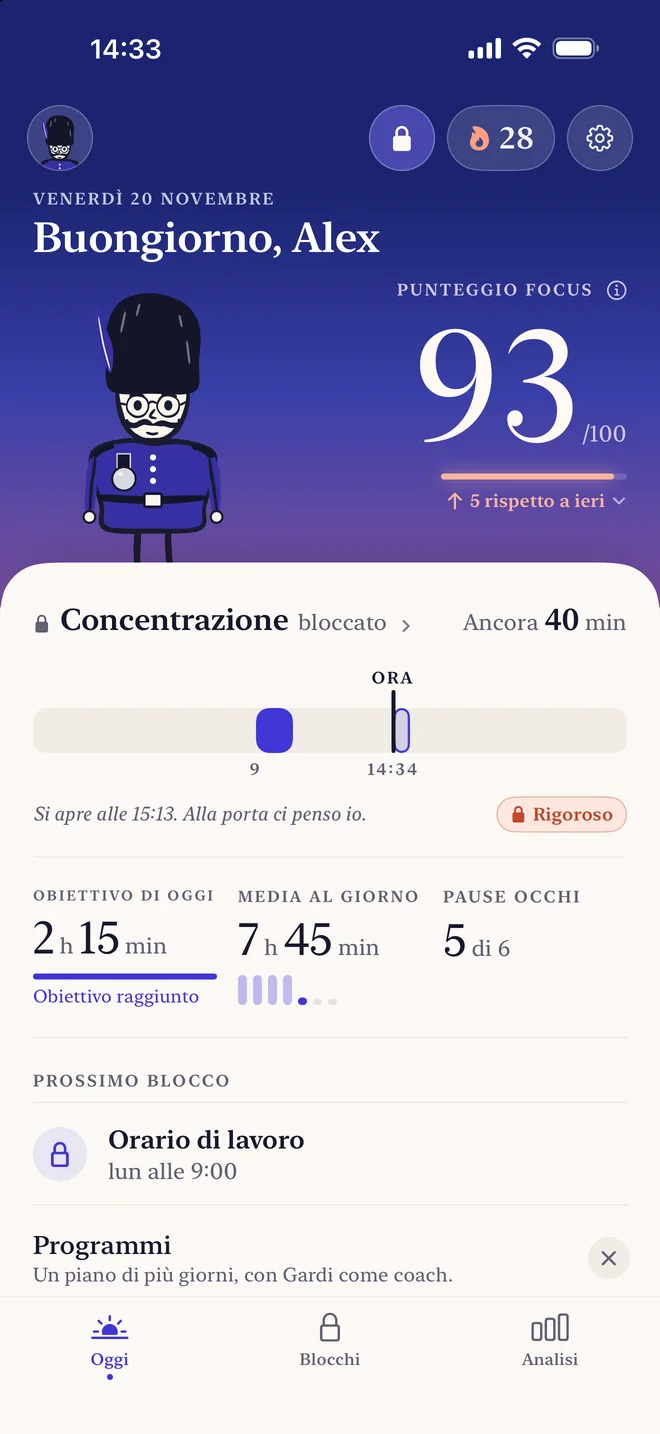 14:33
28
VENERDÌ 20 NOVEMBRE
Buongiorno, Alex
PUNTEGGIO FOCUS
93/100
5 rispetto a ieri
Concentrazione bloccato
Ancora 40 min
ORA
9
14:34
Si apre alle 15:13. Alla porta ci penso io.
Rigoroso
OBIETTIVO DI OGGI
2 h 15 min
Obiettivo raggiunto
MEDIA AL GIORNO
7 h 45 min
PAUSE OCCHI
5 di 6
PROSSIMO BLOCCO
Orario di lavoro
lun alle 9:00
Programmi
Un piano di più giorni, con Gardi come coach.
Oggi
Blocchi
Analisi